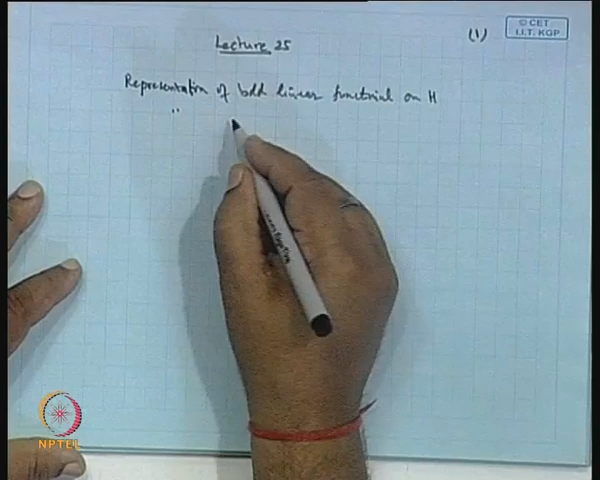 Lecture 25
(1)
© CET
I.I.T. KGP
Representation of bdd linear functional on H
"
NPTEL